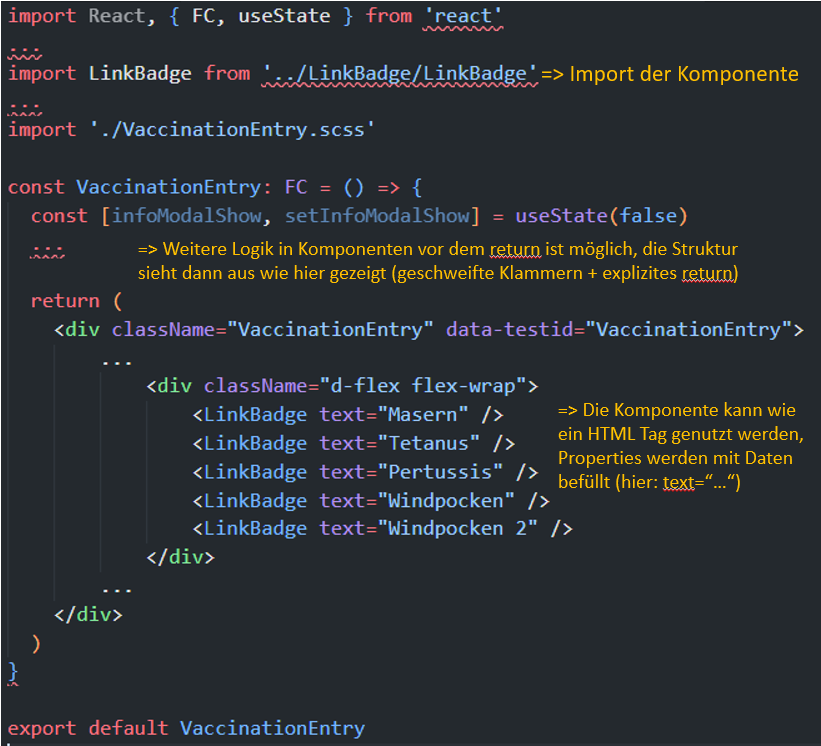 import React, { FC, useState } from 'react'
...
import LinkBadge from '../LinkBadge/LinkBadge' => Import der Komponente
...
import './VaccinationEntry.scss'
const VaccinationEntry: FC = () => {
const [infoModalShow, setInfoModalShow] = useState(false)
... => Weitere Logik in Komponenten vor dem return ist möglich, die Struktur
sieht dann aus wie hier gezeigt (geschweifte Klammern + explizites return)
return (
<div className="VaccinationEntry" data-testid="VaccinationEntry">
...
<div className="d-flex flex-wrap">
<LinkBadge text="Masern" />
<LinkBadge text="Tetanus" />
<LinkBadge text="Pertussis" />
<LinkBadge text="Windpocken" />
<LinkBadge text="Windpocken 2" />
</div>
=> Die Komponente kann wie
ein HTML Tag genutzt werden,
Properties werden mit Daten
befüllt (hier: text=“…“)
...
</div>
)
}
export default VaccinationEntry